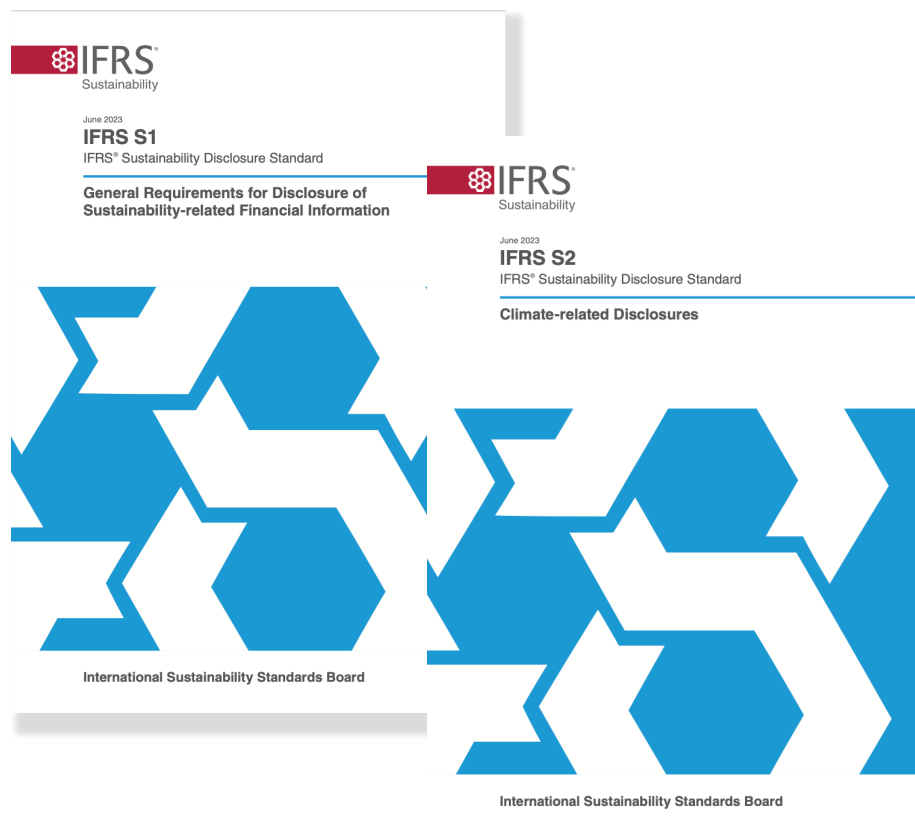 IFRS®
Sustainability
June 2023
IFRS S1
IFRS® Sustainability Disclosure Standard
General Requirements for Disclosure of
Sustainability-related Financial Information
International Sustainability Standards Board
IFRS®
Sustainability
June 2023
IFRS S2
IFRS® Sustainability Disclosure Standard
Climate-related Disclosures
International Sustainability Standards Board